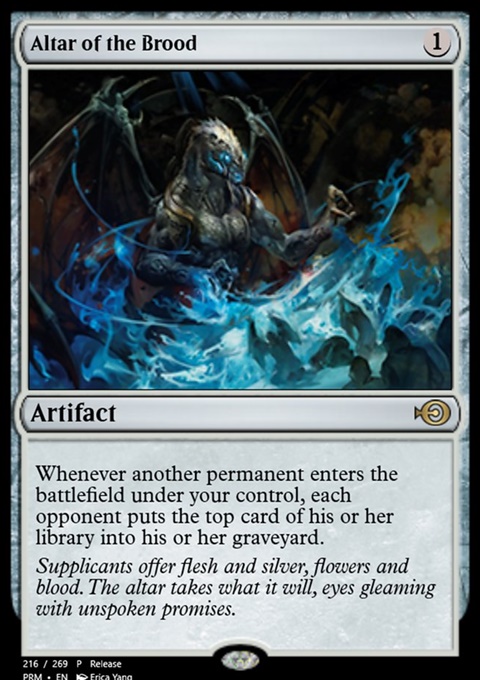 Altar of the Brood 1
Artifact
Whenever another permanent enters the
battlefield under your control, each
opponent puts the top card of his or her
library into his or her graveyard.
Supplicants offer flesh and silver, flowers and
blood. The altar takes what it will, eyes gleaming
with unspoken promises.
216 / 269 P Release
PRM • EN Erica Yang